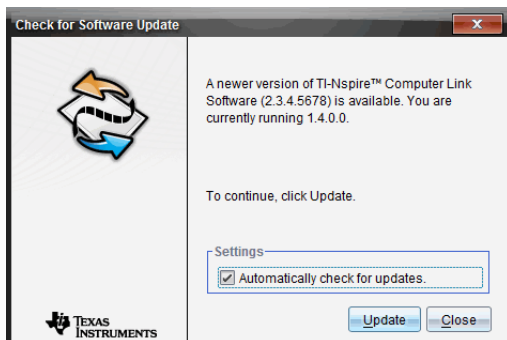 Check for Software Update
A newer version of TI-Nspire™ Computer Link
Software (2.3.4.5678) is available. You are
currently running 1.4.0.0.
To continue, click Update.
Settings
Automatically check for updates.
Update Close
TEXAS
INSTRUMENTS